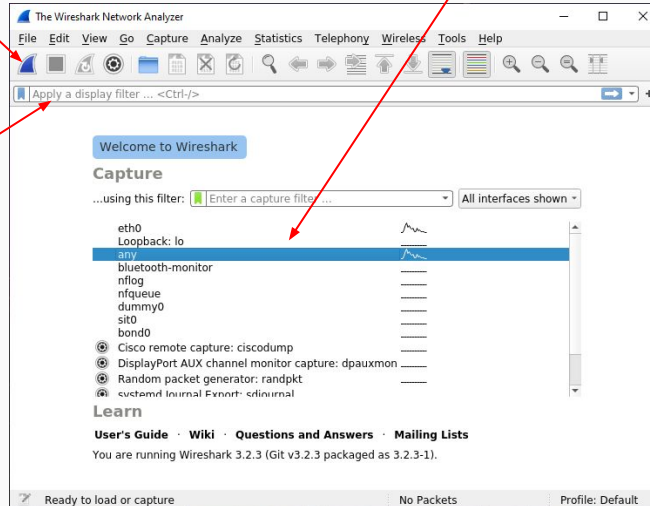 The Wireshark Network Analyzer
File Edit View Go Capture Analyze Statistics Telephony Wireless Tools Help
Apply a display filter ... <Ctrl-/>
Welcome to Wireshark
Capture
...using this filter: Enter a capture filter ... All interfaces shown
eth0
Loopback: lo
any
bluetooth-monitor
nflog
nfqueue
dummy0
sit0
bond0
Cisco remote capture: ciscodump
DisplayPort AUX channel monitor capture: dpauxmon
Random packet generator: randpkt
systemd Journal Export: sdjournal
Learn
User's Guide · Wiki · Questions and Answers · Mailing Lists
You are running Wireshark 3.2.3 (Git v3.2.3 packaged as 3.2.3-1).
Ready to load or capture No Packets Profile: Default